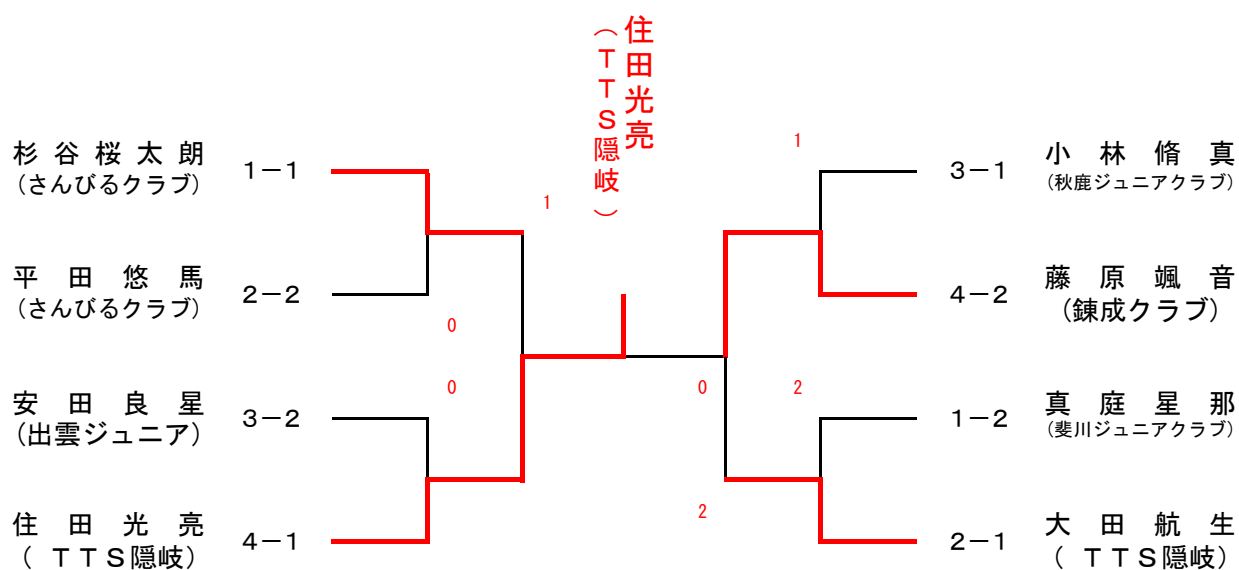 住田光亮
（ＴＴＳ隠岐）
杉谷桜太朗
(さんびるクラブ)
1－1
平田悠馬
(さんびるクラブ)
2－2
安田良星
(出雲ジュニア)
3－2
住田光亮
( ＴＴＳ隠岐)
4－1
1
0
0
1
0
2
2
小林脩真
(秋鹿ジュニアクラブ)
3－1
藤原颯音
(錬成クラブ)
4－2
真庭星那
(斐川ジュニアクラブ)
1－2
大田航生
( ＴＴＳ隠岐)
2－1